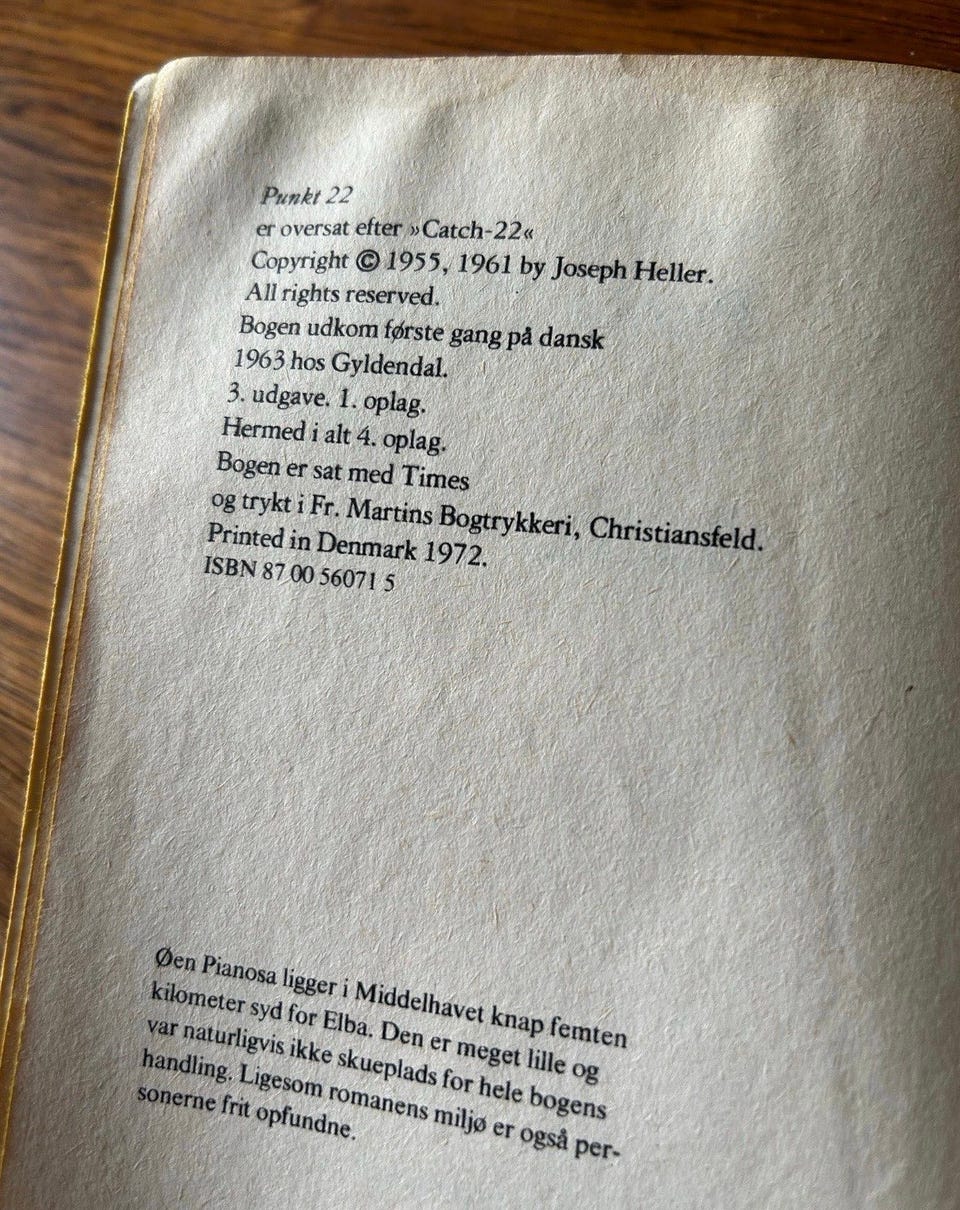 Punkt 22
er oversat efter »Catch-22«
Copyright © 1955, 1961 by Joseph Heller.
All rights reserved.
Bogen udkom første gang på dansk
1963 hos Gyldendal.
3. udgave. 1. oplag.
Hermed i alt 4. oplag.
Bogen er sat med Times
og trykt i Fr. Martins Bogtrykkeri, Christiansfeld.
Printed in Denmark 1972.
ISBN 87 00 56071 5
Øen Pianosa ligger i Middelhavet knap femten
kilometer syd for Elba. Den er meget lille og
var naturligvis ikke skueplads for hele bogens
handling. Ligesom romanens miljø er også per-
sonerne frit opfundne.